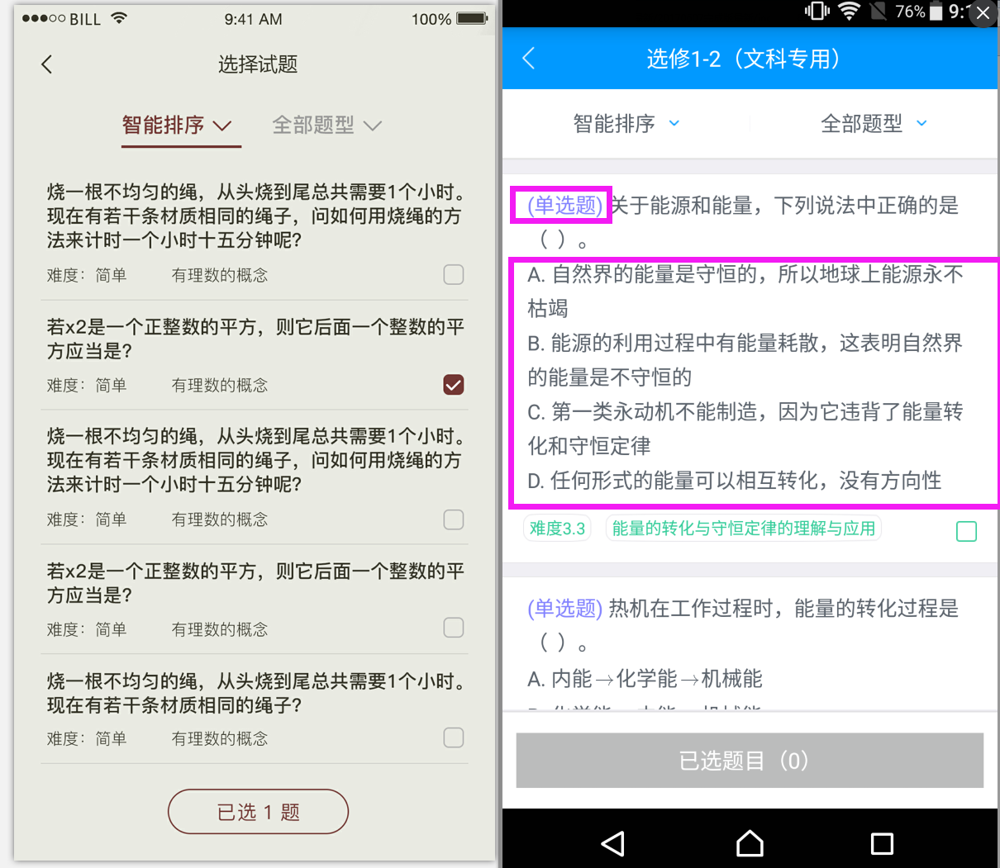 BILL 9:41 AM 100%
选择试题
智能排序 全部题型
烧一根不均匀的绳，从头烧到尾总共需要1个小时。
现在有若干条材质相同的绳子，问如何用烧绳的方
法来计时一个小时十五分钟呢?
难度：简单 有理数的概念
若x2是一个正整数的平方，则它后面一个整数的平
方应当是?
难度：简单 有理数的概念
烧一根不均匀的绳，从头烧到尾总共需要1个小时。
现在有若干条材质相同的绳子，问如何用烧绳的方
法来计时一个小时十五分钟呢?
难度：简单 有理数的概念
若x2是一个正整数的平方，则它后面一个整数的平
方应当是?
难度：简单 有理数的概念
烧一根不均匀的绳，从头烧到尾总共需要1个小时。
现在有若干条材质相同的绳子?
难度：简单 有理数的概念
已选 1 题
76% 9:
选修1-2（文科专用）
智能排序 全部题型
(单选题) 关于能源和能量，下列说法中正确的是
（ ）。
A. 自然界的能量是守恒的，所以地球上能源永不
枯竭
B. 能源的利用过程中有能量耗散，这表明自然界
的能量是不守恒的
C. 第一类永动机不能制造，因为它违背了能量转
化和守恒定律
D. 任何形式的能量可以相互转化，没有方向性
难度3.3 能量的转化与守恒定律的理解与应用
(单选题) 热机在工作过程时，能量的转化过程是
（ ）。
A. 内能→化学能→机械能
已选题目（0）